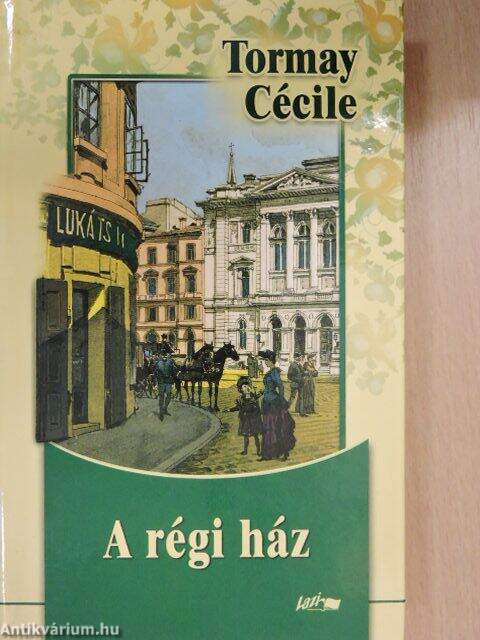 Tormay
Cécile
LUKÁTS I
A régi ház
Lazi
Antikvárium.hu